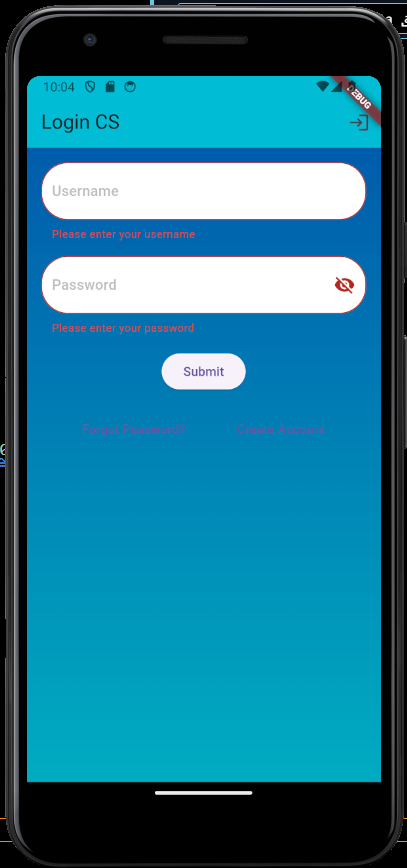 a
10:04
DEBUG
Login CS
Username
Please enter your username
Password
Please enter your password
Submit
Forgot Password? Create Account